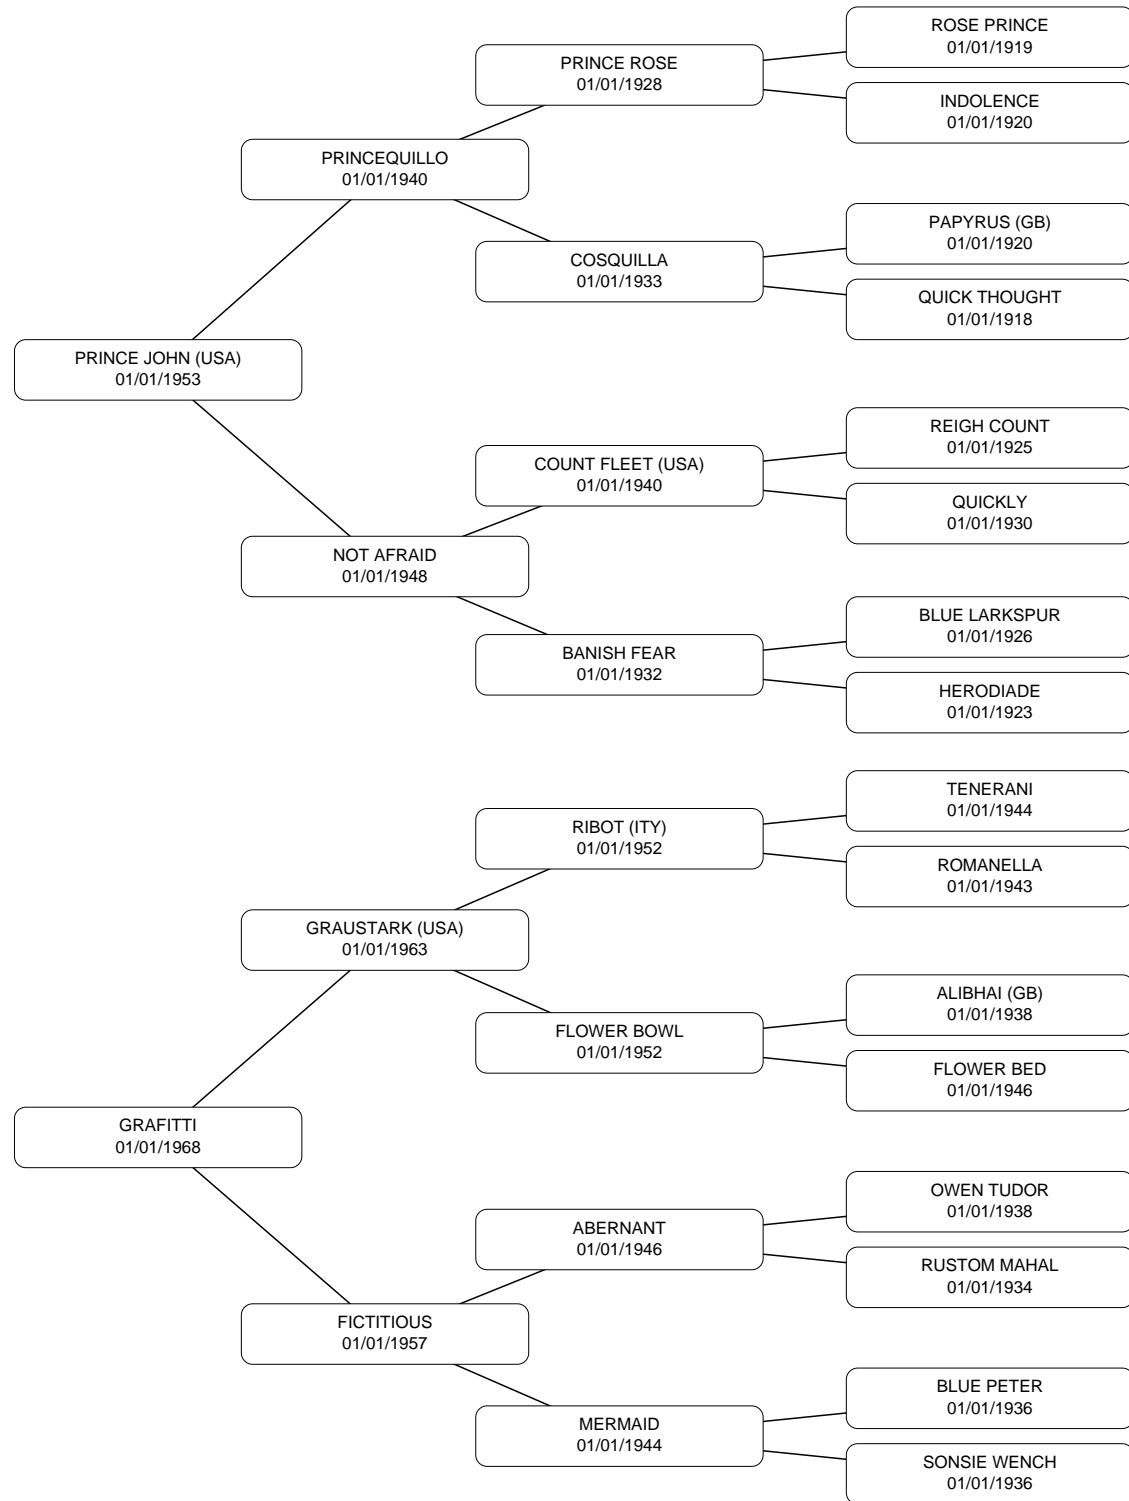 ROSE PRINCE
01/01/1919
PRINCE ROSE
01/01/1928
INDOLENCE
01/01/1920
PRINCEQUILLO
01/01/1940
PAPYRUS (GB)
01/01/1920
COSQUILLA
01/01/1933
QUICK THOUGHT
01/01/1918
PRINCE JOHN (USA)
01/01/1953
REIGH COUNT
01/01/1925
COUNT FLEET (USA)
01/01/1940
QUICKLY
01/01/1930
NOT AFRAID
01/01/1948
BLUE LARKSPUR
01/01/1926
BANISH FEAR
01/01/1932
HERODIADE
01/01/1923
TENERANI
01/01/1944
RIBOT (ITY)
01/01/1952
ROMANELLA
01/01/1943
GRAUSTARK (USA)
01/01/1963
ALIBHAI (GB)
01/01/1938
FLOWER BOWL
01/01/1952
FLOWER BED
01/01/1946
GRAFITTI
01/01/1968
OWEN TUDOR
01/01/1938
ABERNANT
01/01/1946
RUSTOM MAHAL
01/01/1934
FICTITIOUS
01/01/1957
BLUE PETER
01/01/1936
MERMAID
01/01/1944
SONSIE WENCH
01/01/1936